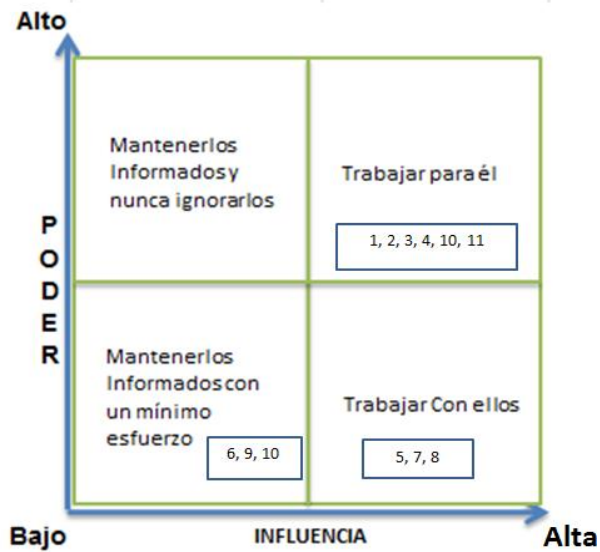 Alto
Mantenerlos
Informados y
nunca ignorarlos
Trabajar para él
1, 2, 3, 4, 10, 11
P
O
D
E
R
Mantenerlos
Informados con
un mínimo
esfuerzo
6, 9, 10
Trabajar Con ellos
5, 7, 8
Bajo
INFLUENCIA
Alta